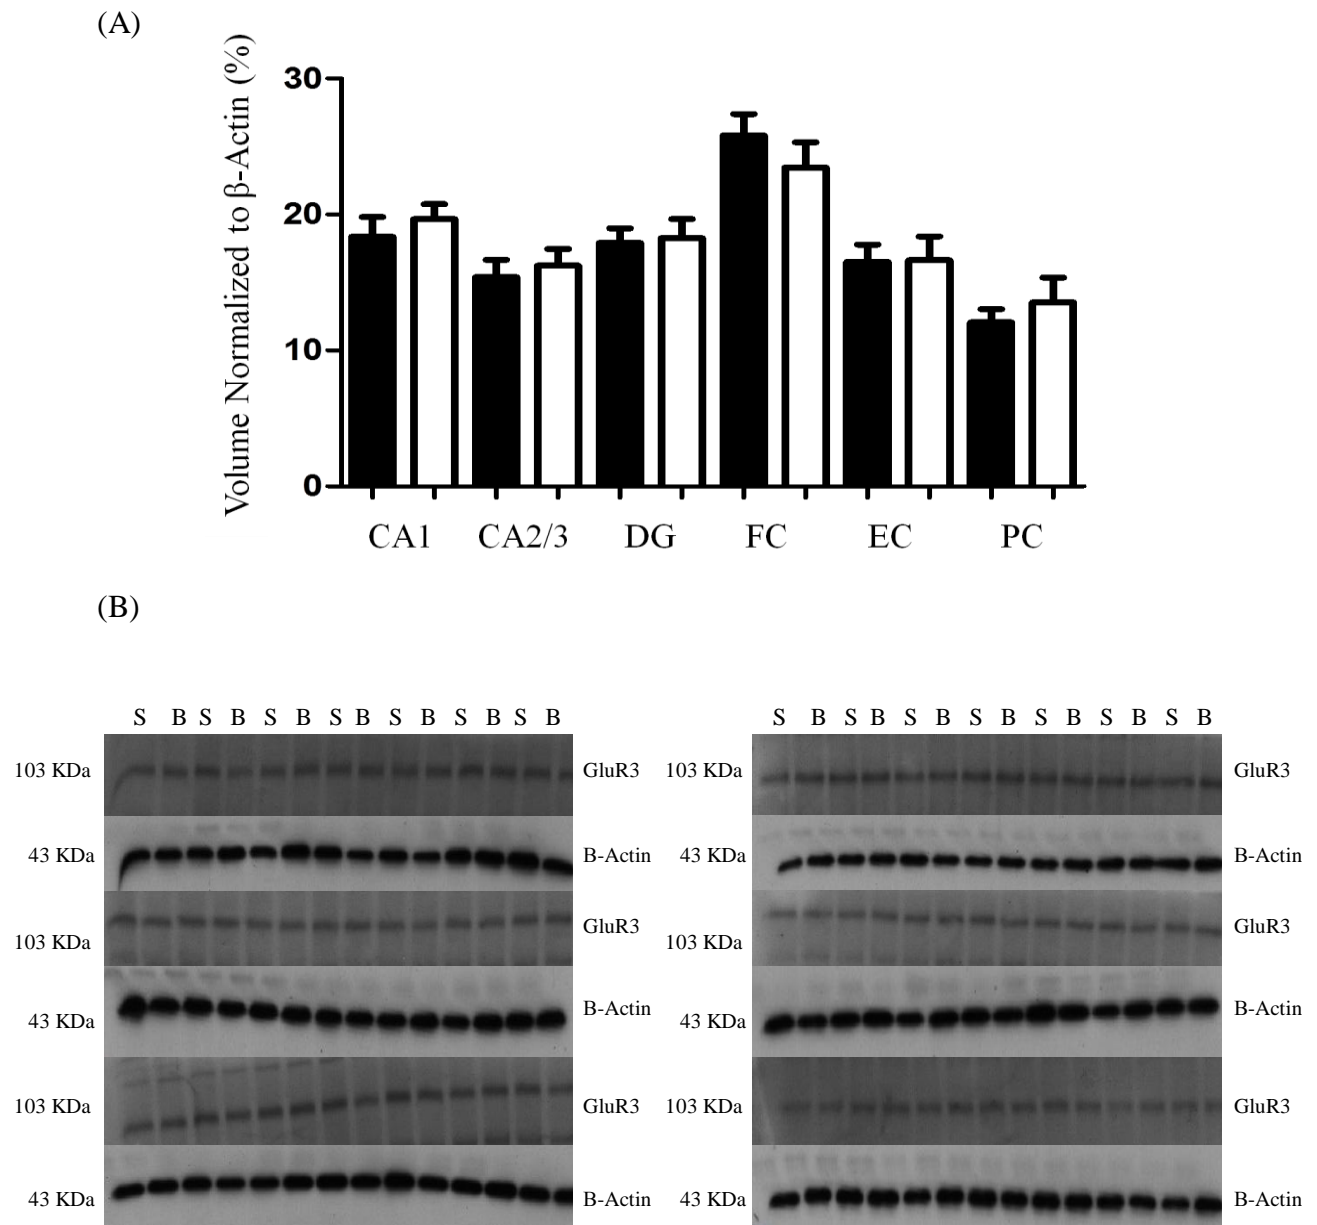 (A)
Volume Normalized to β-Actin (%)
30
20
10
0
CA1 CA2/3 DG FC EC PC
(B)
S B S B S B S B S B S B S B
S B S B S B S B S B S B S B
103 KDa GluR3 103 KDa GluR3
43 KDa B-Actin 43 KDa B-Actin
103 KDa GluR3 103 KDa GluR3
43 KDa B-Actin 43 KDa B-Actin
103 KDa GluR3 103 KDa GluR3
43 KDa B-Actin 43 KDa B-Actin